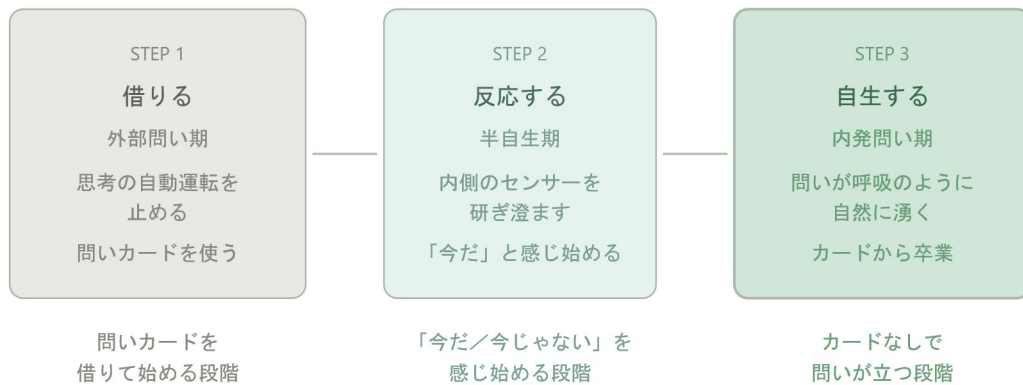 STEP 1
借りる
外部問い期
思考の自動運転を
止める
問いカードを使う
問いカードを
借りて始める段階
STEP 2
反応する
半自生期
内側のセンサーを
研ぎ澄ます
「今だ」と感じ始める
「今だ／今じゃない」を
感じ始める段階
STEP 3
自生する
内発問い期
問いが呼吸のように
自然に湧く
カードから卒業
カードなしで
問いが立つ段階